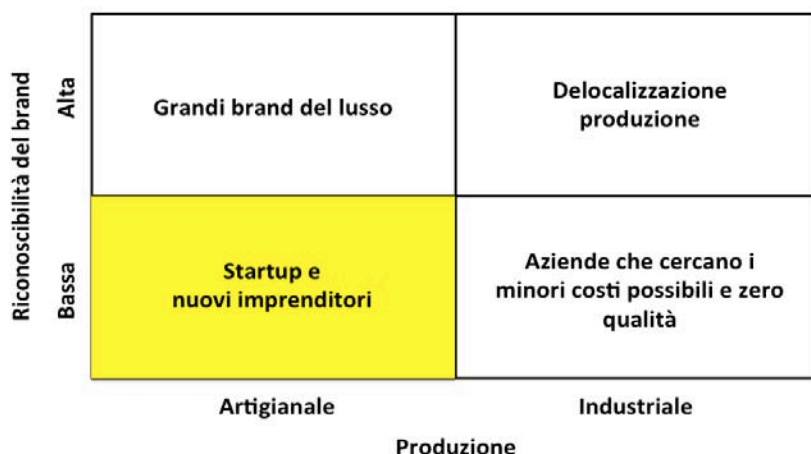 Riconoscibilità del brand
Alta
Bassa
Grandi brand del lusso
Delocalizzazione
produzione
Startup e
nuovi imprenditori
Aziende che cercano i
minori costi possibili e zero
qualità
Artigianale
Industriale
Produzione